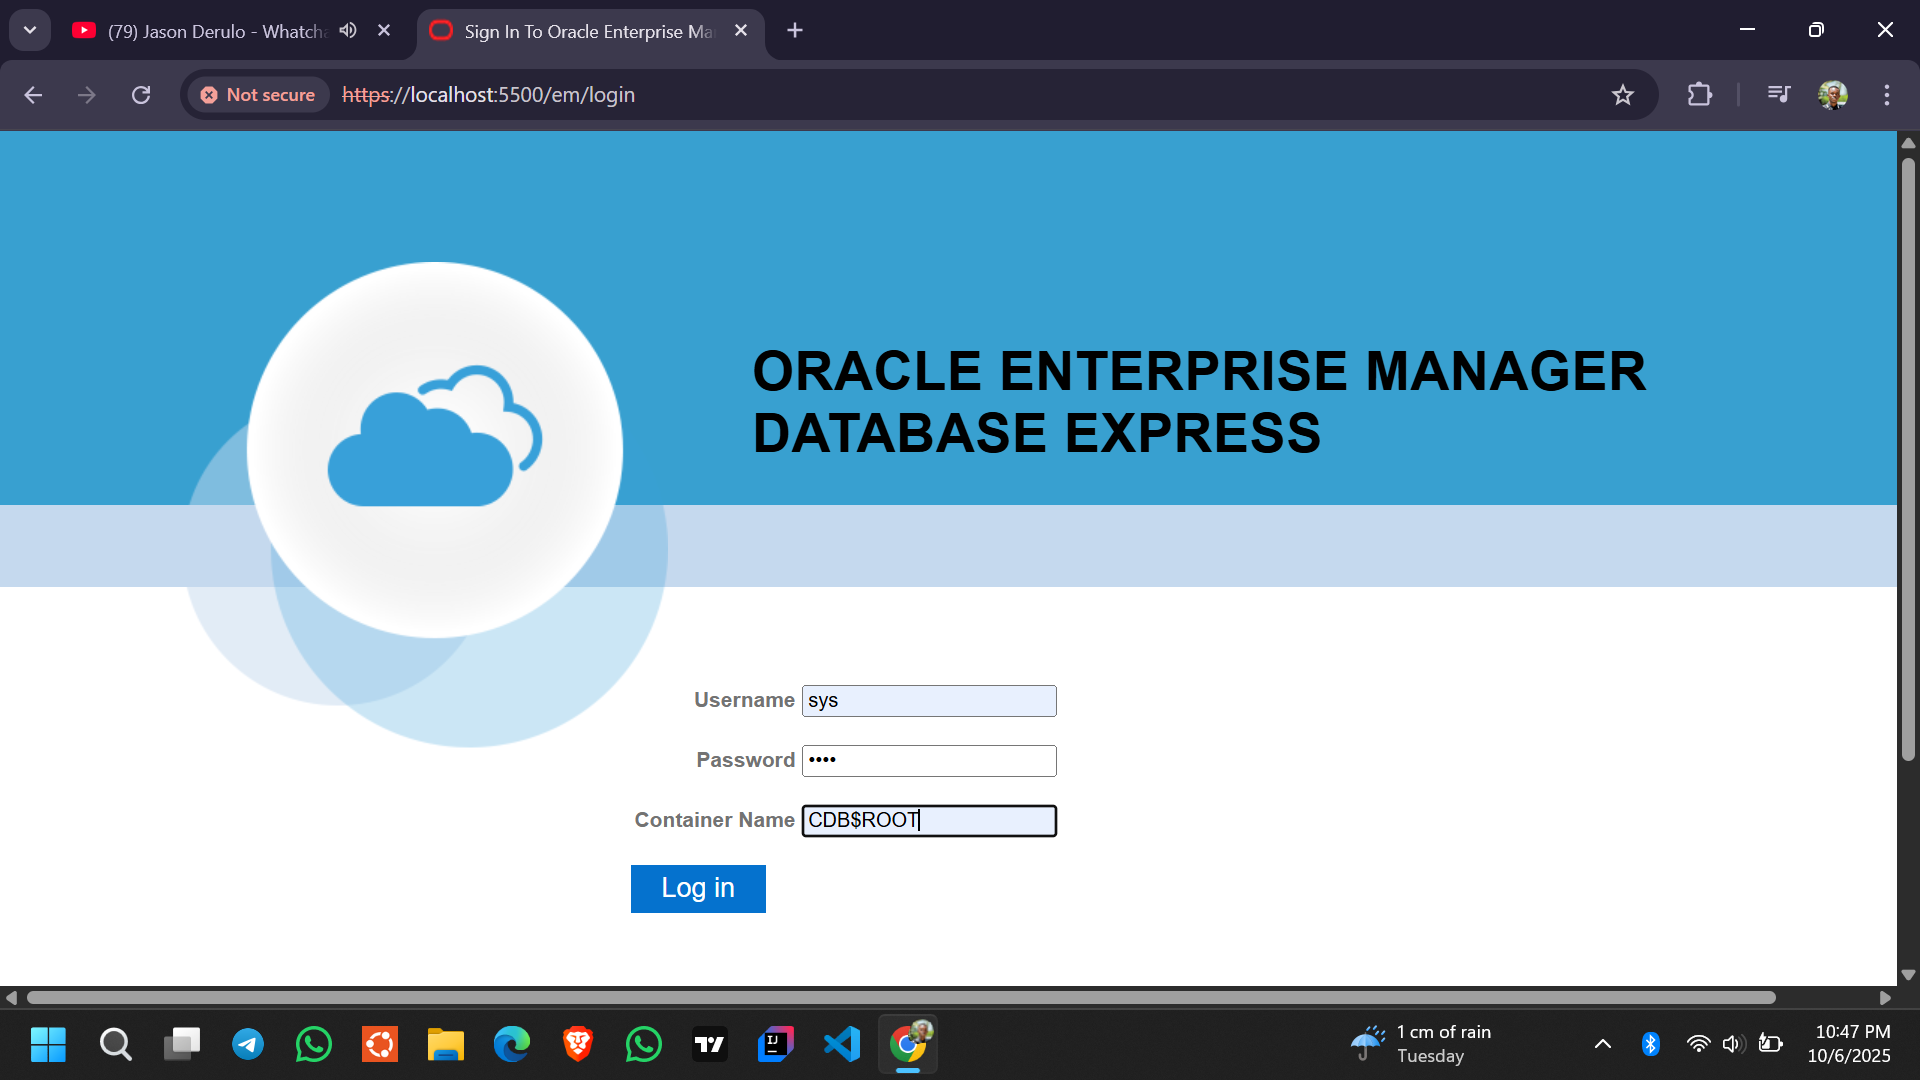 (79) Jason Derulo - Whatcha
Sign In To Oracle Enterprise Ma
Not secure
https://localhost:5500/em/login
ORACLE ENTERPRISE MANAGER
DATABASE EXPRESS
Username sys
Password ••••
Container Name CDB$ROOT
Log in
1 cm of rain
Tuesday
10:47 PM
10/6/2025